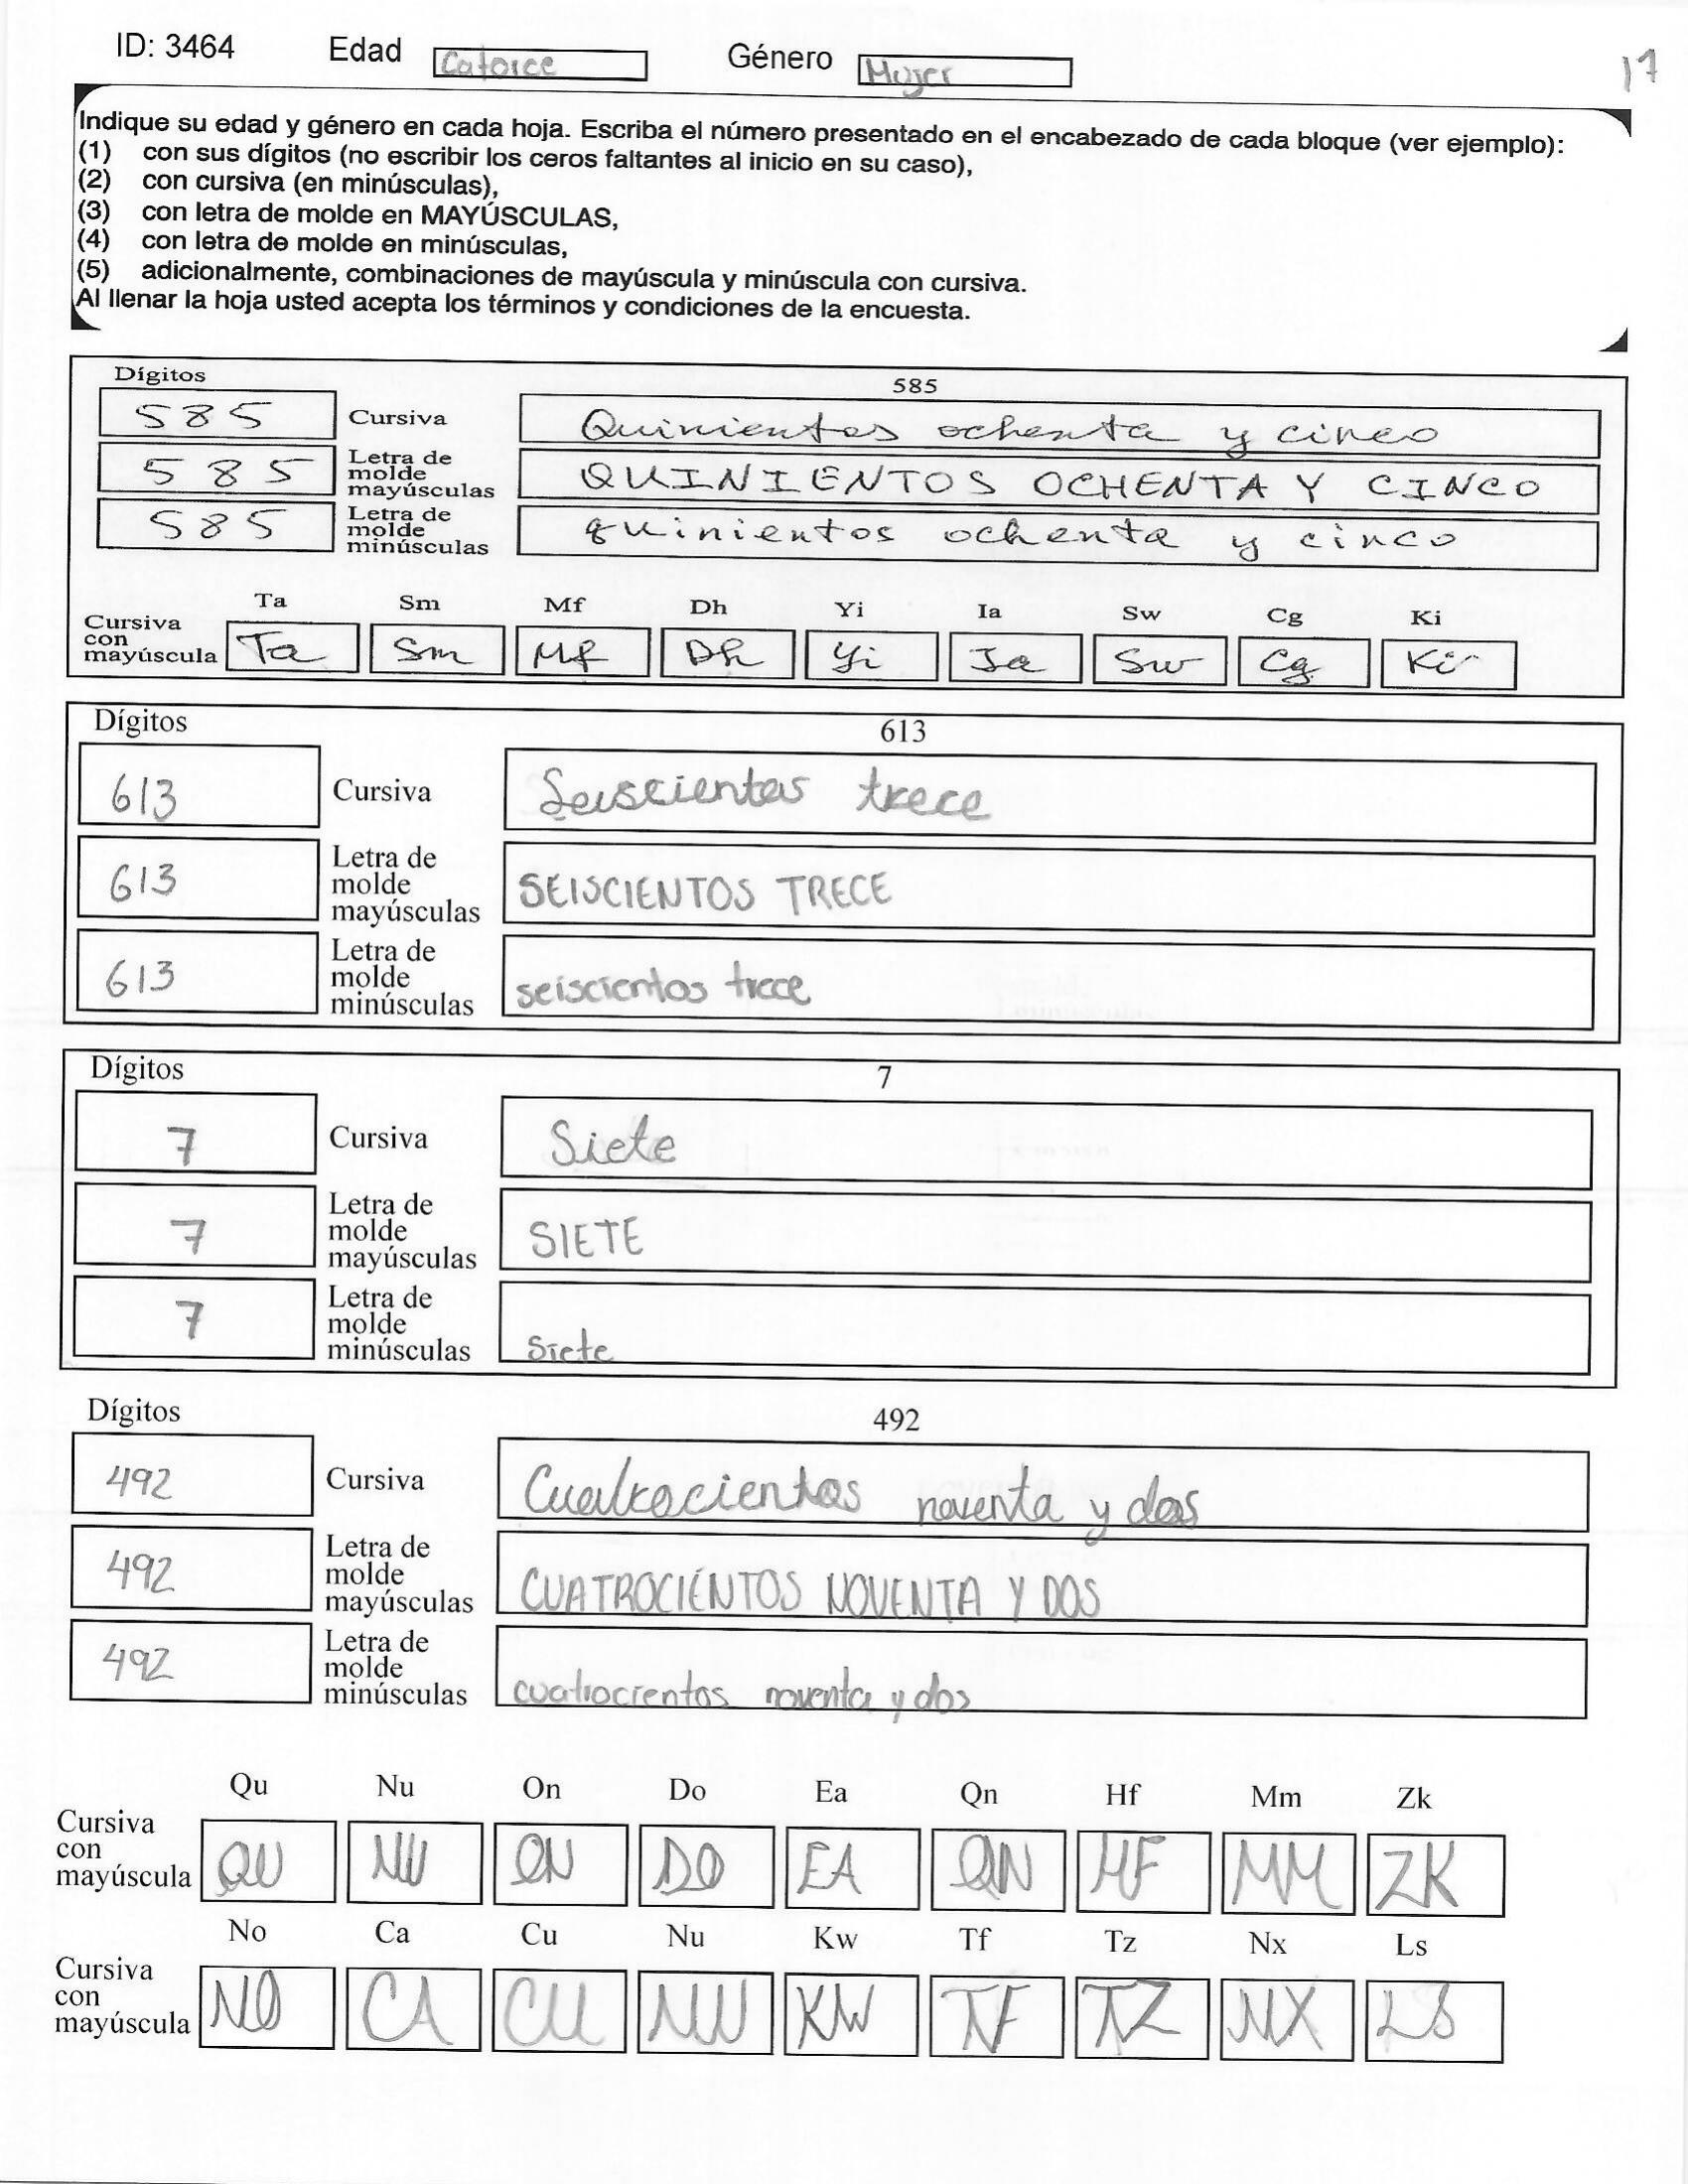 ID: 3464 Edad Catorce Género Mujer 17
Indique su edad y género en cada hoja. Escriba el número presentado en el encabezado de cada bloque (ver ejemplo):
(1) con sus dígitos (no escribir los ceros faltantes al inicio en su caso),
(2) con cursiva (en minúsculas),
(3) con letra de molde en MAYÚSCULAS,
(4) con letra de molde en minúsculas,
(5) adicionalmente, combinaciones de mayúscula y minúscula con cursiva.
Al llenar la hoja usted acepta los términos y condiciones de la encuesta.
Dígitos 585
585 Cursiva Quinientos ochenta y cinco
585 Letra de molde mayúsculas QUINIENTOS OCHENTA Y CINCO
585 Letra de molde minúsculas quinientos ochenta y cinco
Ta Sm Mf Dh Yi Ia Sw Cg Ki
Cursiva con mayúscula Ta Sm Mf Dh Yi Ia Sw Cg Ki
Dígitos 613
613 Cursiva Seiscientos trece
613 Letra de molde mayúsculas SEISCIENTOS TRECE
613 Letra de molde minúsculas seiscientos trece
Dígitos 7
7 Cursiva Siete
7 Letra de molde mayúsculas SIETE
7 Letra de molde minúsculas siete
Dígitos 492
492 Cursiva Cuatrocientos noventa y dos
492 Letra de molde mayúsculas CUATROCIENTOS NOVENTA Y DOS
492 Letra de molde minúsculas cuatrocientos noventa y dos
Qu Nu On Do Ea Qn Hf Mm Zk
Cursiva con mayúscula QU NU ON DO EA QN HF MM ZK
No Ca Cu Nu Kw Tf Tz Nx Ls
Cursiva con mayúscula NO CA CU NU KW TF TZ NX LS